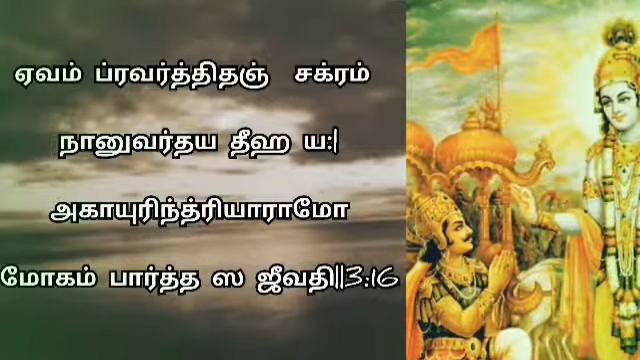 ஏவம் ப்ரவர்த்திதஞ் சக்ரம்
நானுவர்தய தீஹ ய:|
அகாயுரிந்த்ரியாராமோ
மோகம் பார்த்த ஸ ஜீவதி||3:16